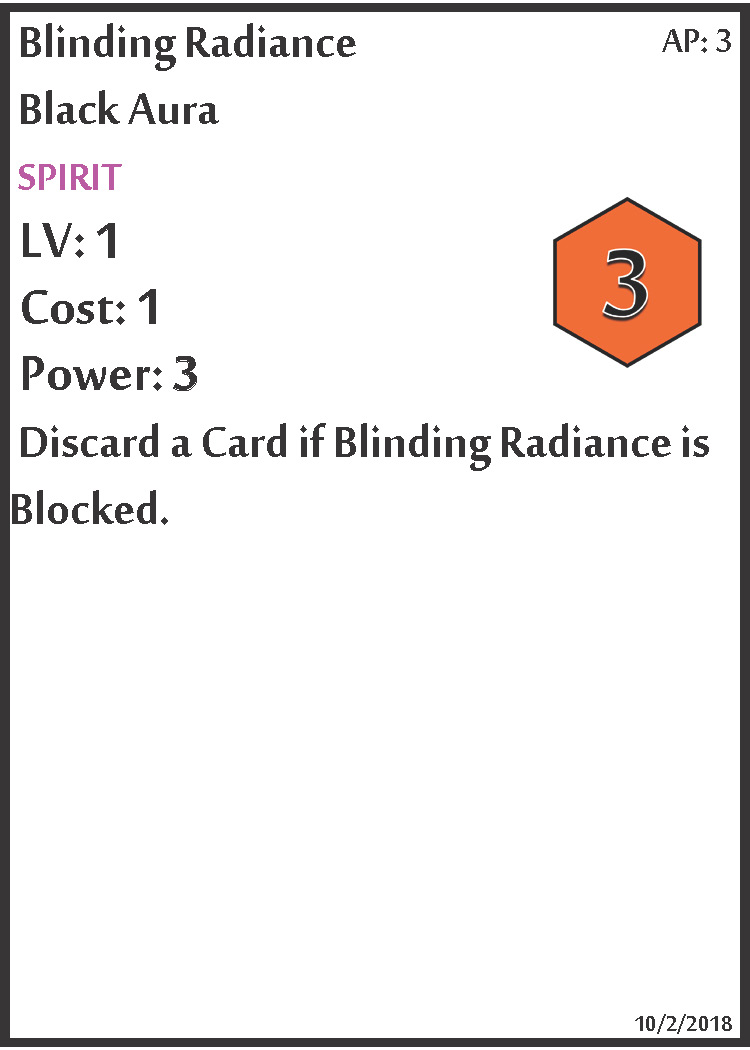 Blinding Radiance
AP: 3
Black Aura
SPIRIT
LV: 1
Cost: 1
3
Power: 3
Discard a Card if Blinding Radiance is
Blocked.
10/2/2018